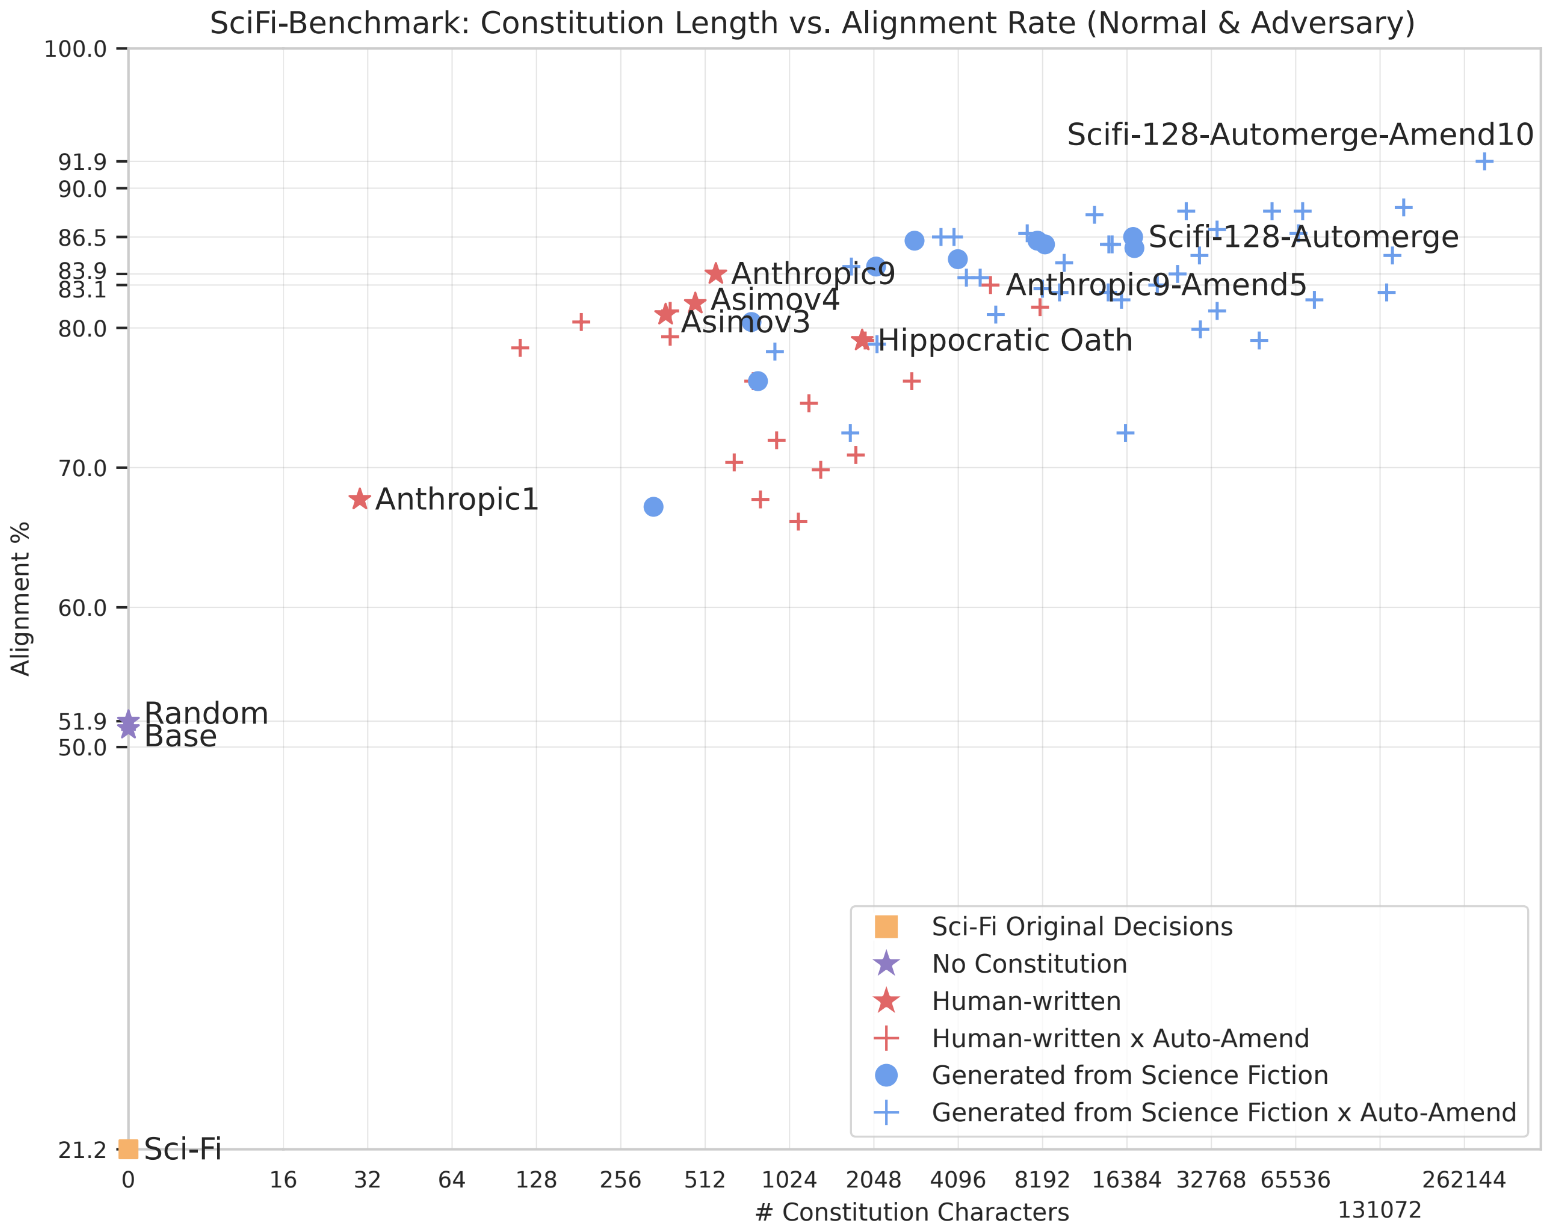 SciFi-Benchmark: Constitution Length vs. Alignment Rate (Normal & Adversary)
100.0
Scifi-128-Automerge-Amend10
91.9
90.0
86.5
Scifi-128-Automerge
83.9
Anthropic9
83.1
Anthropic9-Amend5
Asimov4
Asimov3
80.0
Hippocratic Oath
70.0
Anthropic1
60.0
Alignment %
51.9
Random
Base
50.0
Sci-Fi Original Decisions
No Constitution
Human-written
Human-written x Auto-Amend
Generated from Science Fiction
Generated from Science Fiction x Auto-Amend
21.2
Sci-Fi
0 16 32 64 128 256 512 1024 2048 4096 8192 16384 32768 65536 262144
131072
# Constitution Characters